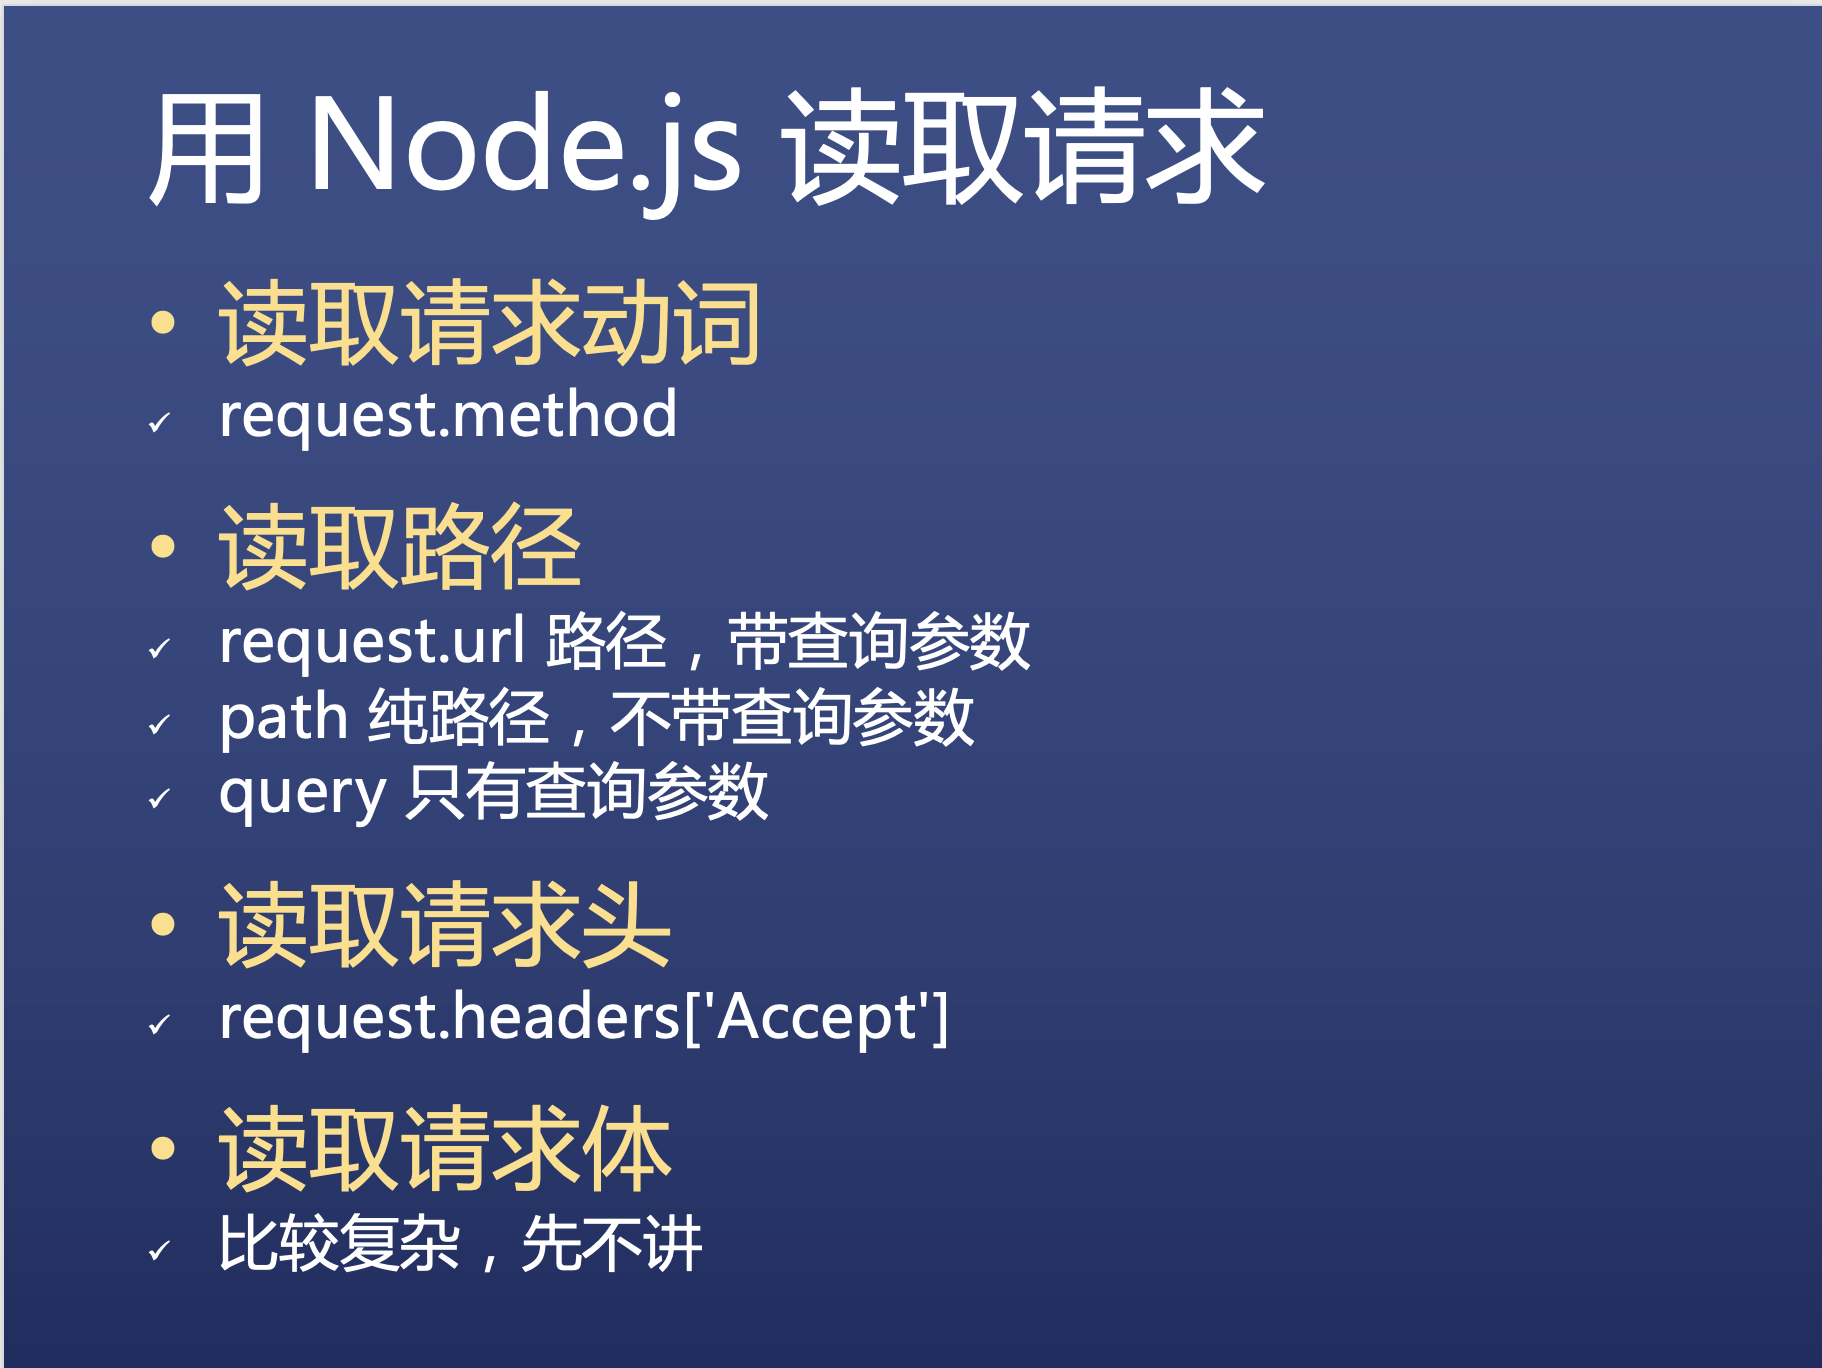 用 Node.js 读取请求
• 读取请求动词
✓ request.method
• 读取路径
✓ request.url 路径，带查询参数
✓ path 纯路径，不带查询参数
✓ query 只有查询参数
• 读取请求头
✓ request.headers['Accept']
• 读取请求体
✓ 比较复杂，先不讲